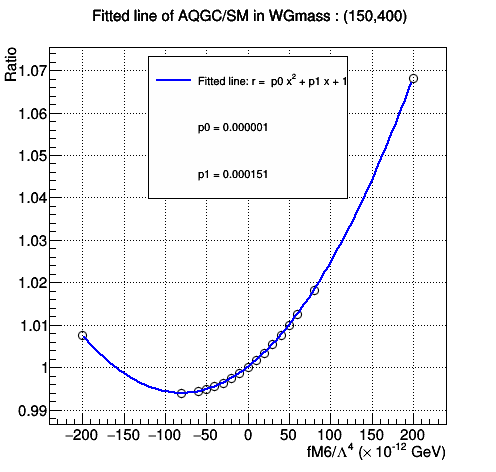 Fitted line of AQGC/SM in WGmass : (150,400)
Ratio
1.07
1.06
1.05
1.04
1.03
1.02
1.01
1
0.99
Fitted line: r = p0 x² + p1 x + 1
p0 = 0.000001
p1 = 0.000151
−200 −150 −100 −50 0 50 100 150 200
fM6/Λ⁴ (× 10⁻¹² GeV)